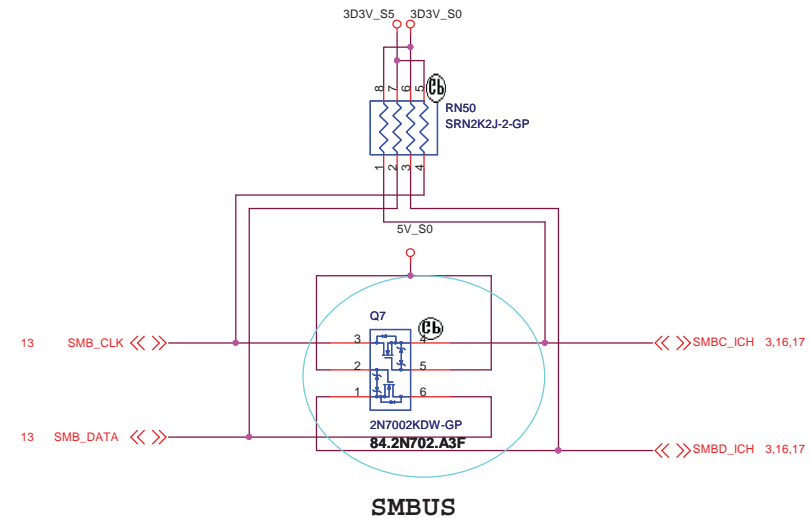 3D3V_S5 3D3V_S0
8 7 6 5
RN50
SRN2K2J-2-GP
1 2 3 4
5V_S0
Q7
13 SMB_CLK 3 4 SMBC_ICH 3,16,17
2 5
1 6
2N7002KDW-GP
13 SMB_DATA 84.2N702.A3F SMBD_ICH 3,16,17
SMBUS